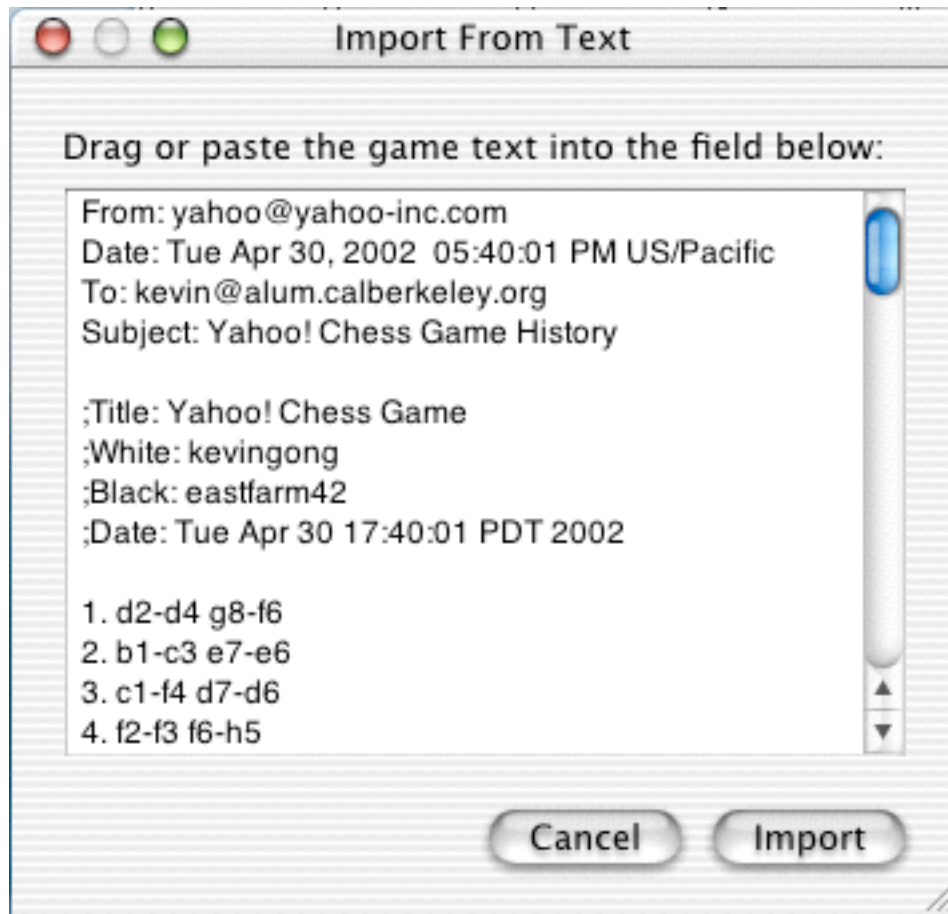 Import From Text
Drag or paste the game text into the field below:
From: yahoo@yahoo-inc.com
Date: Tue Apr 30, 2002  05:40:01 PM US/Pacific
To: kevin@alum.calberkeley.org
Subject: Yahoo! Chess Game History
;Title: Yahoo! Chess Game
;White: kevingong
;Black: eastfarm42
;Date: Tue Apr 30 17:40:01 PDT 2002
1. d2-d4 g8-f6
2. b1-c3 e7-e6
3. c1-f4 d7-d6
4. f2-f3 f6-h5
Cancel
Import